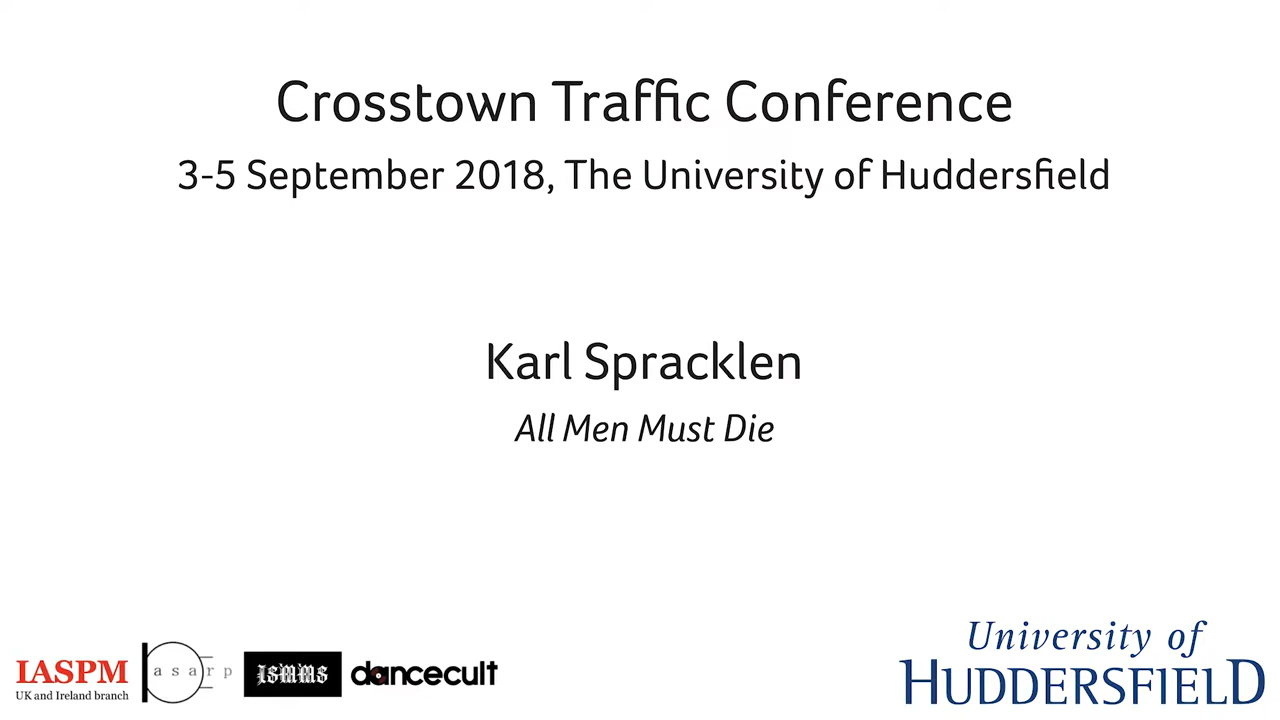 Crosstown Traffic Conference
3-5 September 2018, The University of Huddersfield
Karl Spracklen
All Men Must Die
IASPM
UK and Ireland branch
asarp
ISMMS
dancecult
University of
HUDDERSFIELD